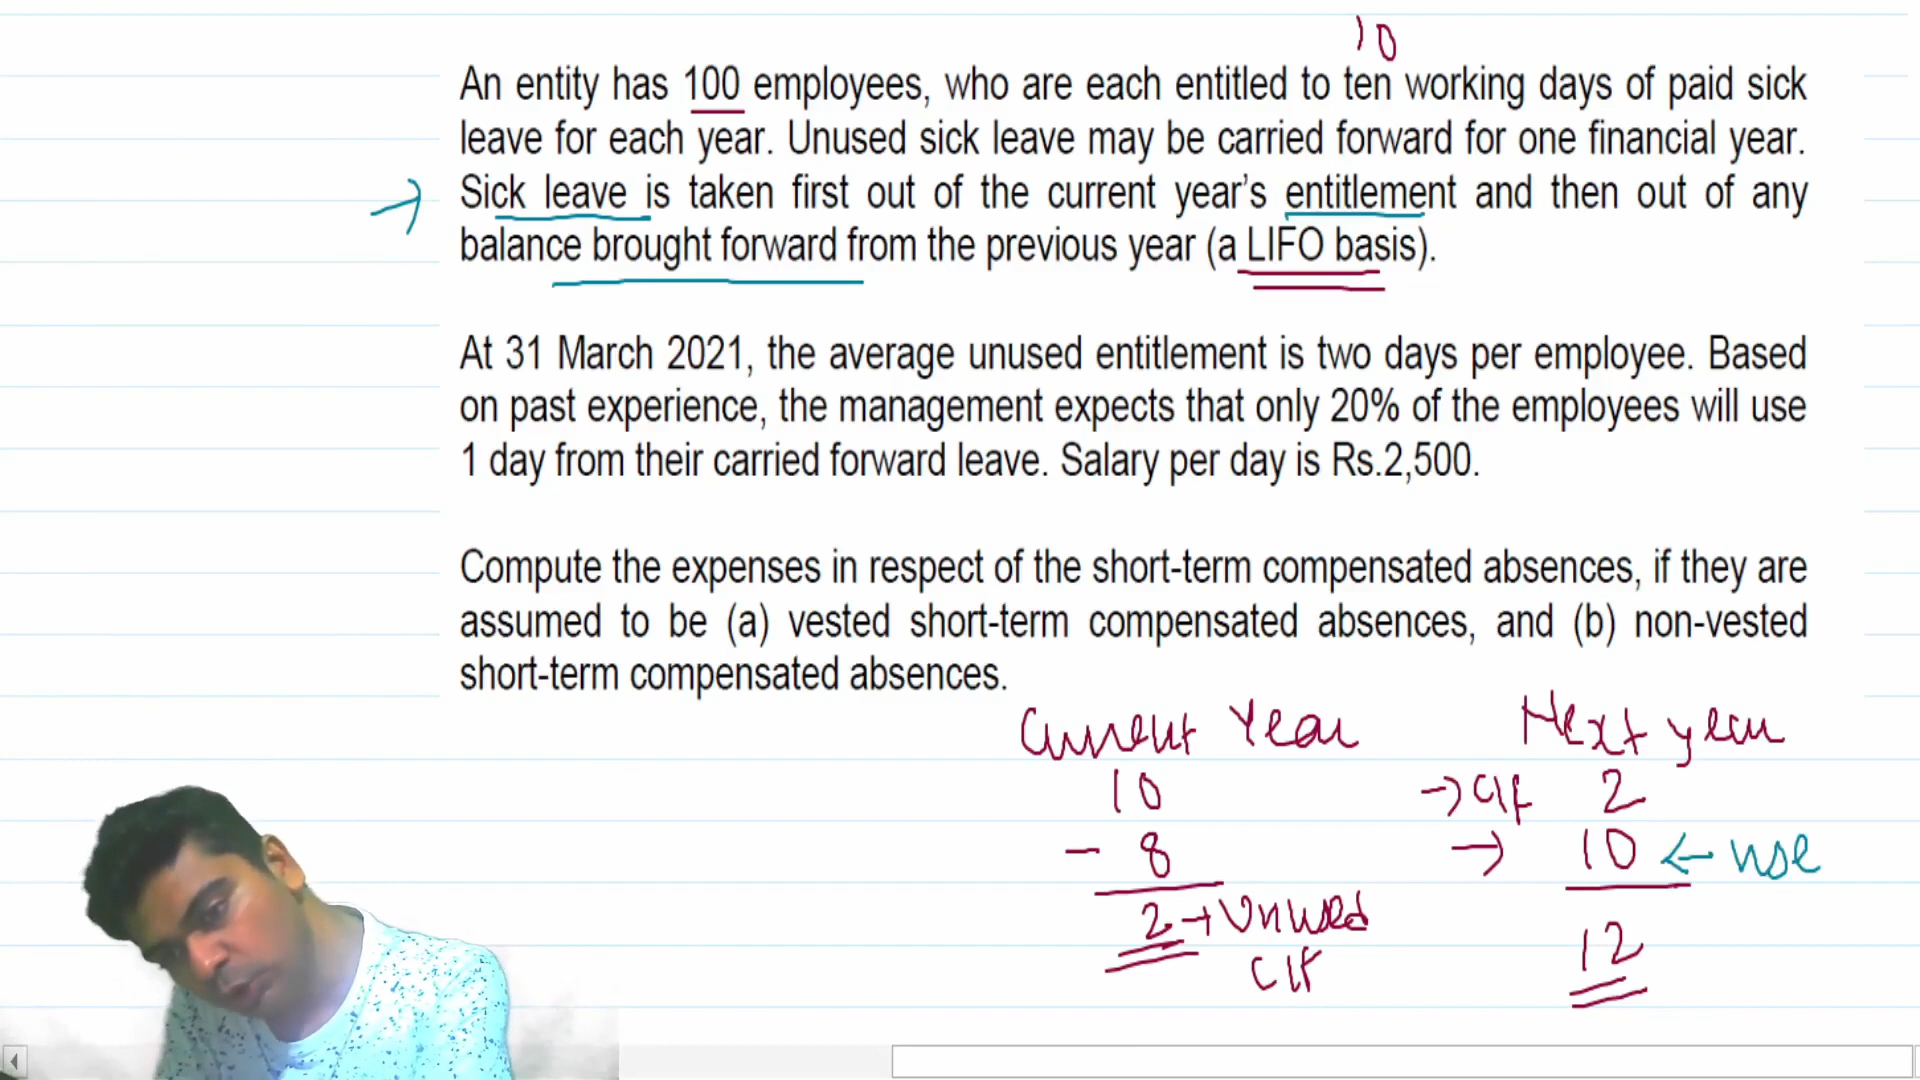 10
An entity has 100 employees, who are each entitled to ten working days of paid sick
leave for each year. Unused sick leave may be carried forward for one financial year.
→ Sick leave is taken first out of the current year’s entitlement and then out of any
balance brought forward from the previous year (a LIFO basis).
At 31 March 2021, the average unused entitlement is two days per employee. Based
on past experience, the management expects that only 20% of the employees will use
1 day from their carried forward leave. Salary per day is Rs.2,500.
Compute the expenses in respect of the short-term compensated absences, if they are
assumed to be (a) vested short-term compensated absences, and (b) non-vested
short-term compensated absences.
Current Year
10
- 8
2 → Unused
C/f
Next year
→ C/f 2
→ 10 ← use
12